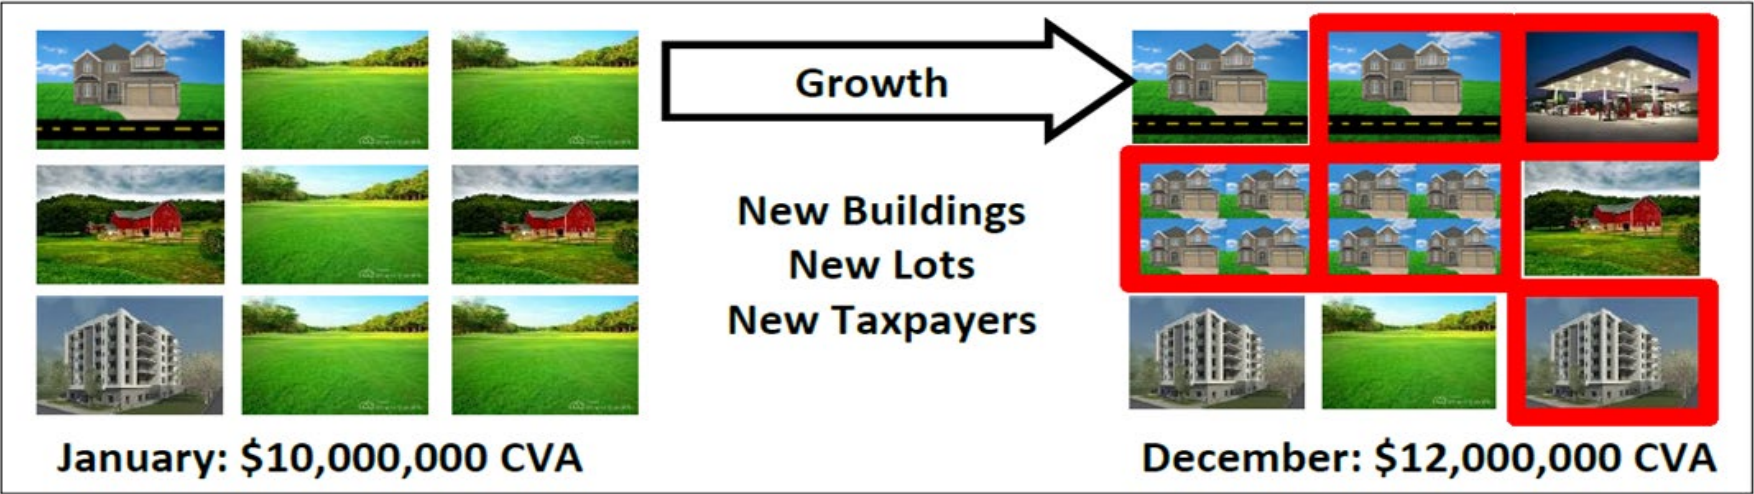 Growth
New Buildings
New Lots
New Taxpayers
January: $10,000,000 CVA
December: $12,000,000 CVA